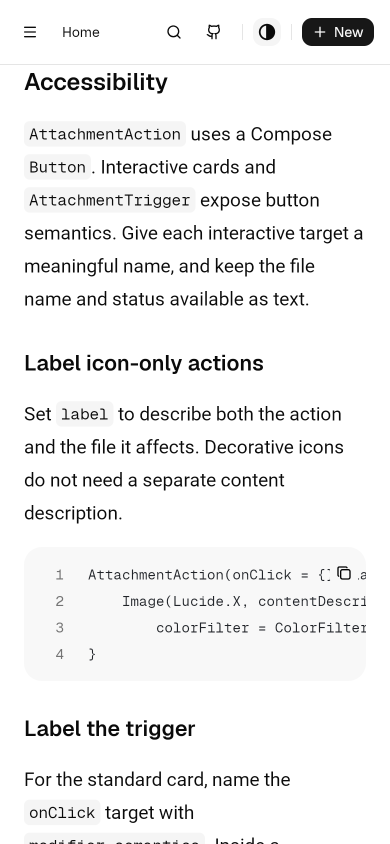 Home
New
Accessibility
AttachmentAction uses a Compose
Button. Interactive cards and
AttachmentTrigger expose button
semantics. Give each interactive target a
meaningful name, and keep the file
name and status available as text.
Label icon-only actions
Set label to describe both the action
and the file it affects. Decorative icons
do not need a separate content
description.
1 AttachmentAction(onClick = {}
2 Image(Lucide.X, contentDescri
3 colorFilter = ColorFilter
4 }
Label the trigger
For the standard card, name the
onClick target with
modifier.semantics. Inside a